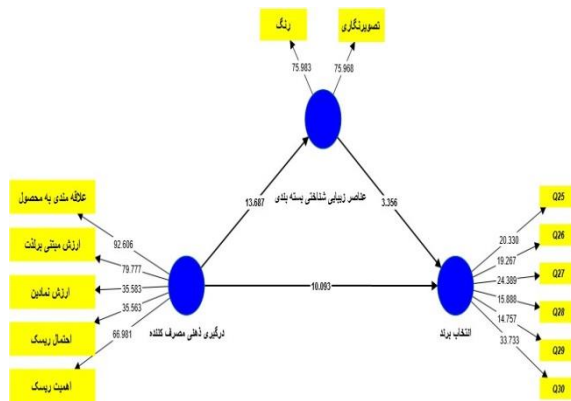 رنگ
تصویرنگاری
75.983
75.968
عناصر زیبایی شناختی بسته بندی
13.687
3.356
علاقه مندی به محصول
ارزش مبتنی برلذت
ارزش نمادین
احتمال ریسک
اهمیت ریسک
92.606
79.777
35.583
35.563
66.981
درگیری ذهنی مصرف کننده
10.093
انتخاب برند
20.330
19.267
24.389
15.888
14.757
33.733
Q25
Q26
Q27
Q28
Q29
Q30